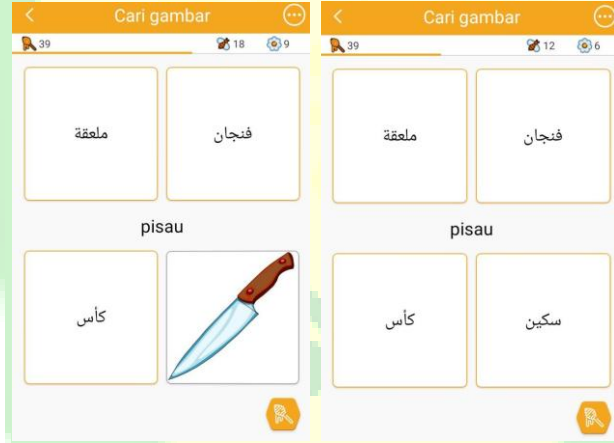 Cari gambar
39 18 9
ملعقة فنجان
pisau
كأس
Cari gambar
39 12 6
ملعقة فنجان
pisau
كأس سكين